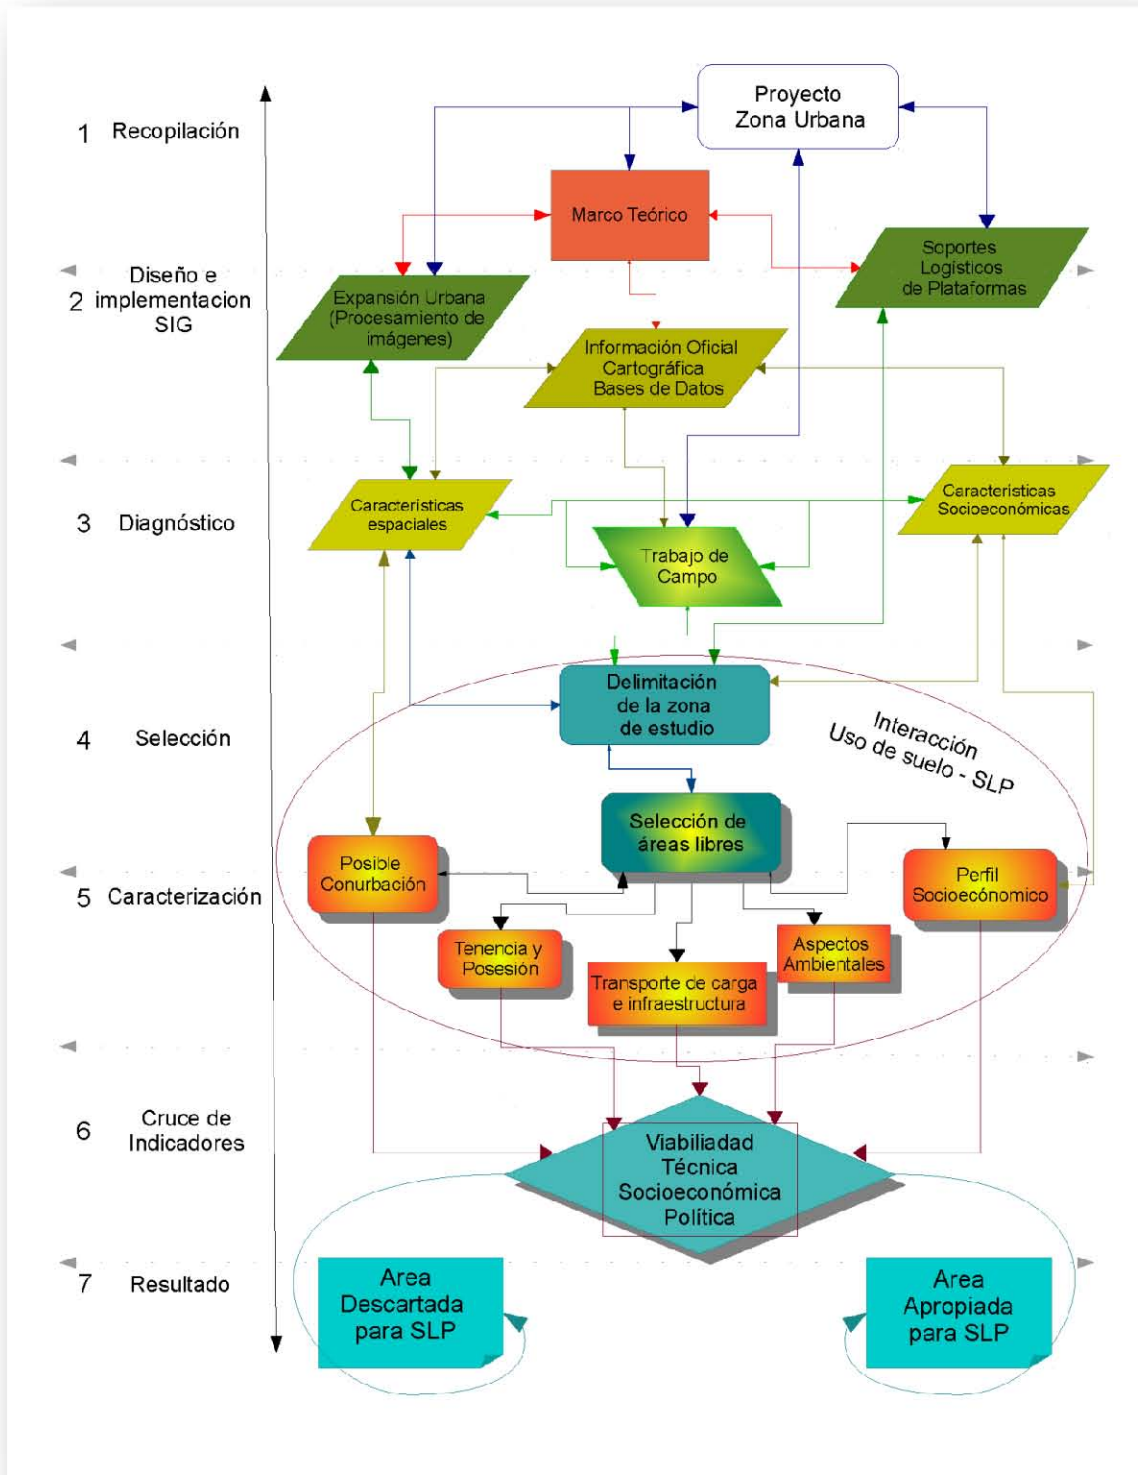 Proyecto
Zona Urbana
1 Recopilación
Marco Teórico
Soportes
Logísticos
de Plataformas
Diseño e
2 implementacion
SIG
Expansión Urbana
(Procesamiento de
imágenes)
Información Oficial
Cartográfica
Bases de Datos
3 Diagnóstico
Características
espaciales
Características
Socioeconómicas
Trabajo de
Campo
4 Selección
Delimitación
de la zona
de estudio
Interacción
Uso de suelo - SLP
Selección de
áreas libres
5 Caracterización
Posible
Conurbación
Perfil
Socioecónomico
Tenencia y
Posesión
Transporte de carga
e infraestructura
Aspectos
Ambientales
6 Cruce de
Indicadores
Viabiliadad
Técnica
Socioeconómica
Política
7 Resultado
Area
Descartada
para SLP
Area
Apropiada
para SLP